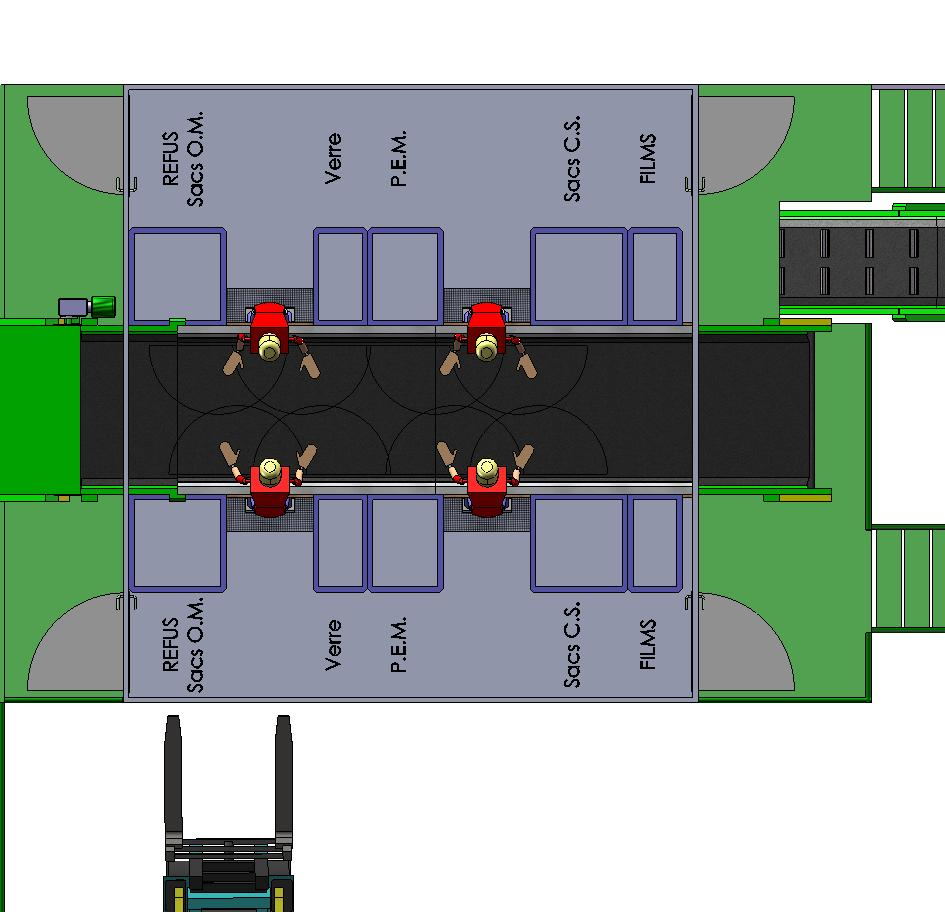 REFUS
Sacs O.M.
Verre
P.E.M.
Sacs C.S.
FILMS
REFUS
Sacs O.M.
Verre
P.E.M.
Sacs C.S.
FILMS